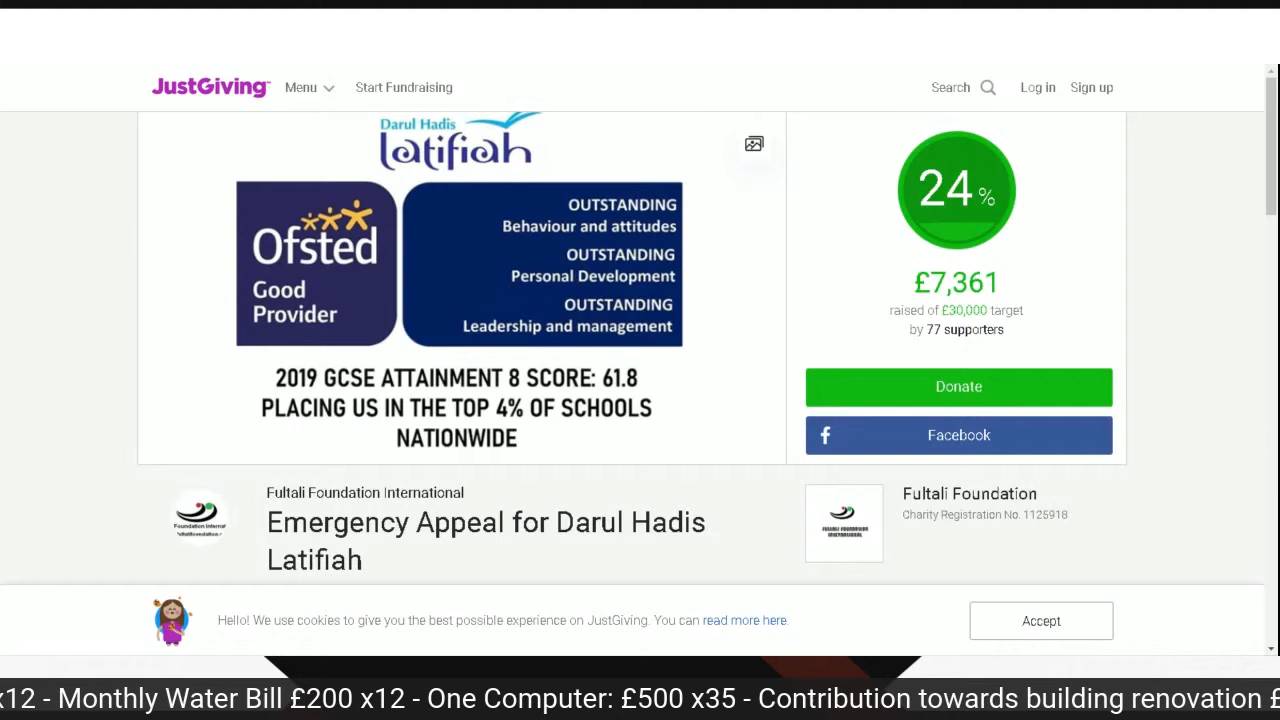 JustGiving™ Menu Start Fundraising Search Log in Sign up
Darul Hadis
Latifiah
Ofsted
Good
Provider
OUTSTANDING
Behaviour and attitudes
OUTSTANDING
Personal Development
OUTSTANDING
Leadership and management
2019 GCSE ATTAINMENT 8 SCORE: 61.8
PLACING US IN THE TOP 4% OF SCHOOLS
NATIONWIDE
24%
£7,361
raised of £30,000 target
by 77 supporters
Donate
Facebook
Fultali Foundation International
Emergency Appeal for Darul Hadis
Latifiah
Fultali Foundation
Charity Registration No. 1125918
FULTALI FOUNDATION
INTERNATIONAL
Hello! We use cookies to give you the best possible experience on JustGiving. You can read more here
Accept
x12 - Monthly Water Bill £200 x12 - One Computer: £500 x35 - Contribution towards building renovation £